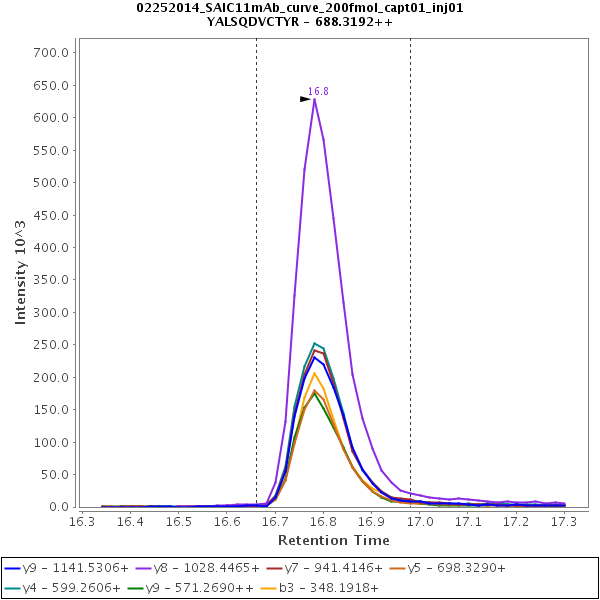 02252014_SAIC11mAb_curve_200fmol_capt01_inj01
YALSQDVCTYR - 688.3192++
700.0
650.0
600.0
550.0
500.0
450.0
400.0
350.0
300.0
250.0
200.0
150.0
100.0
50.0
0.0
Intensity 10^3
16.8
16.3 16.4 16.5 16.6 16.7 16.8 16.9 17.0 17.1 17.2 17.3
Retention Time
y9 - 1141.5306+ y8 - 1028.4465+ y7 - 941.4146+ y5 - 698.3290+
y4 - 599.2606+ y9 - 571.2690++ b3 - 348.1918+